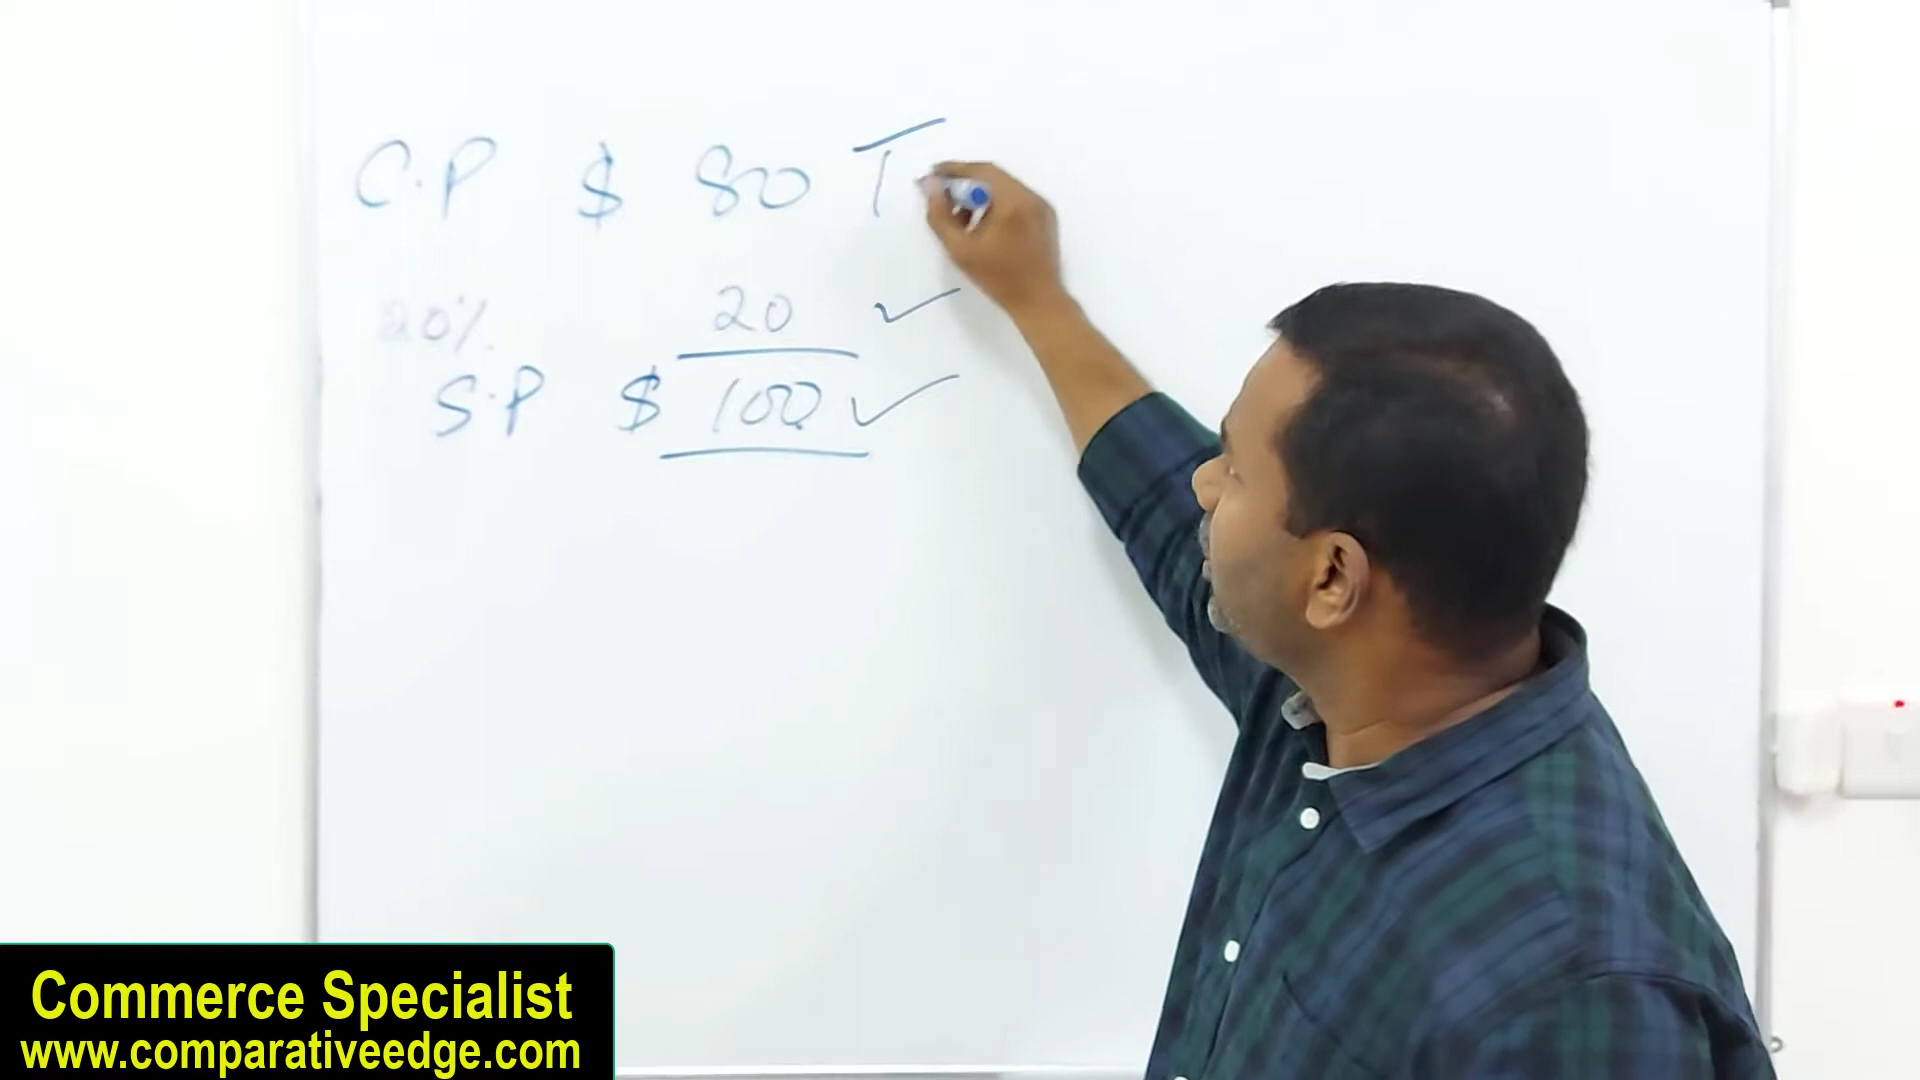 C.P $ 80 T
20% 20 ✓
S.P $ 100 ✓
Commerce Specialist
www.comparativeedge.com